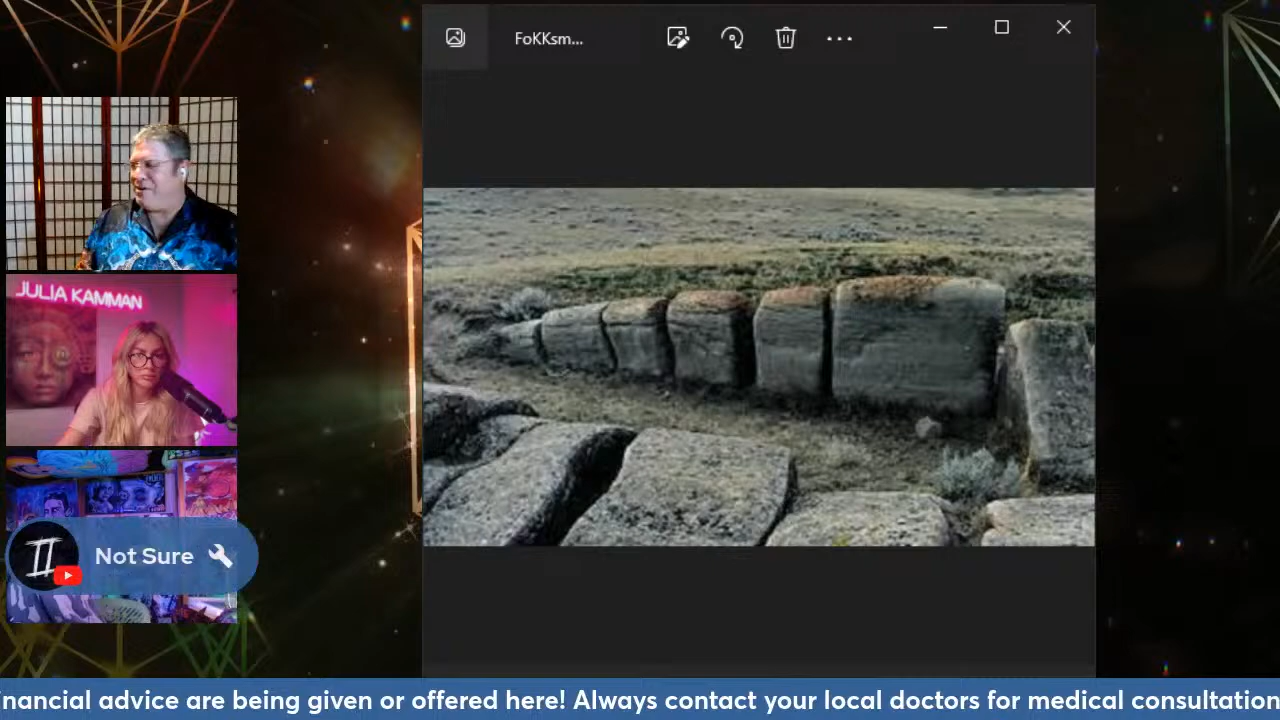 FoKKsm...
JULIA KAMMAN
Not Sure
inancial advice are being given or offered here! Always contact your local doctors for medical consultation